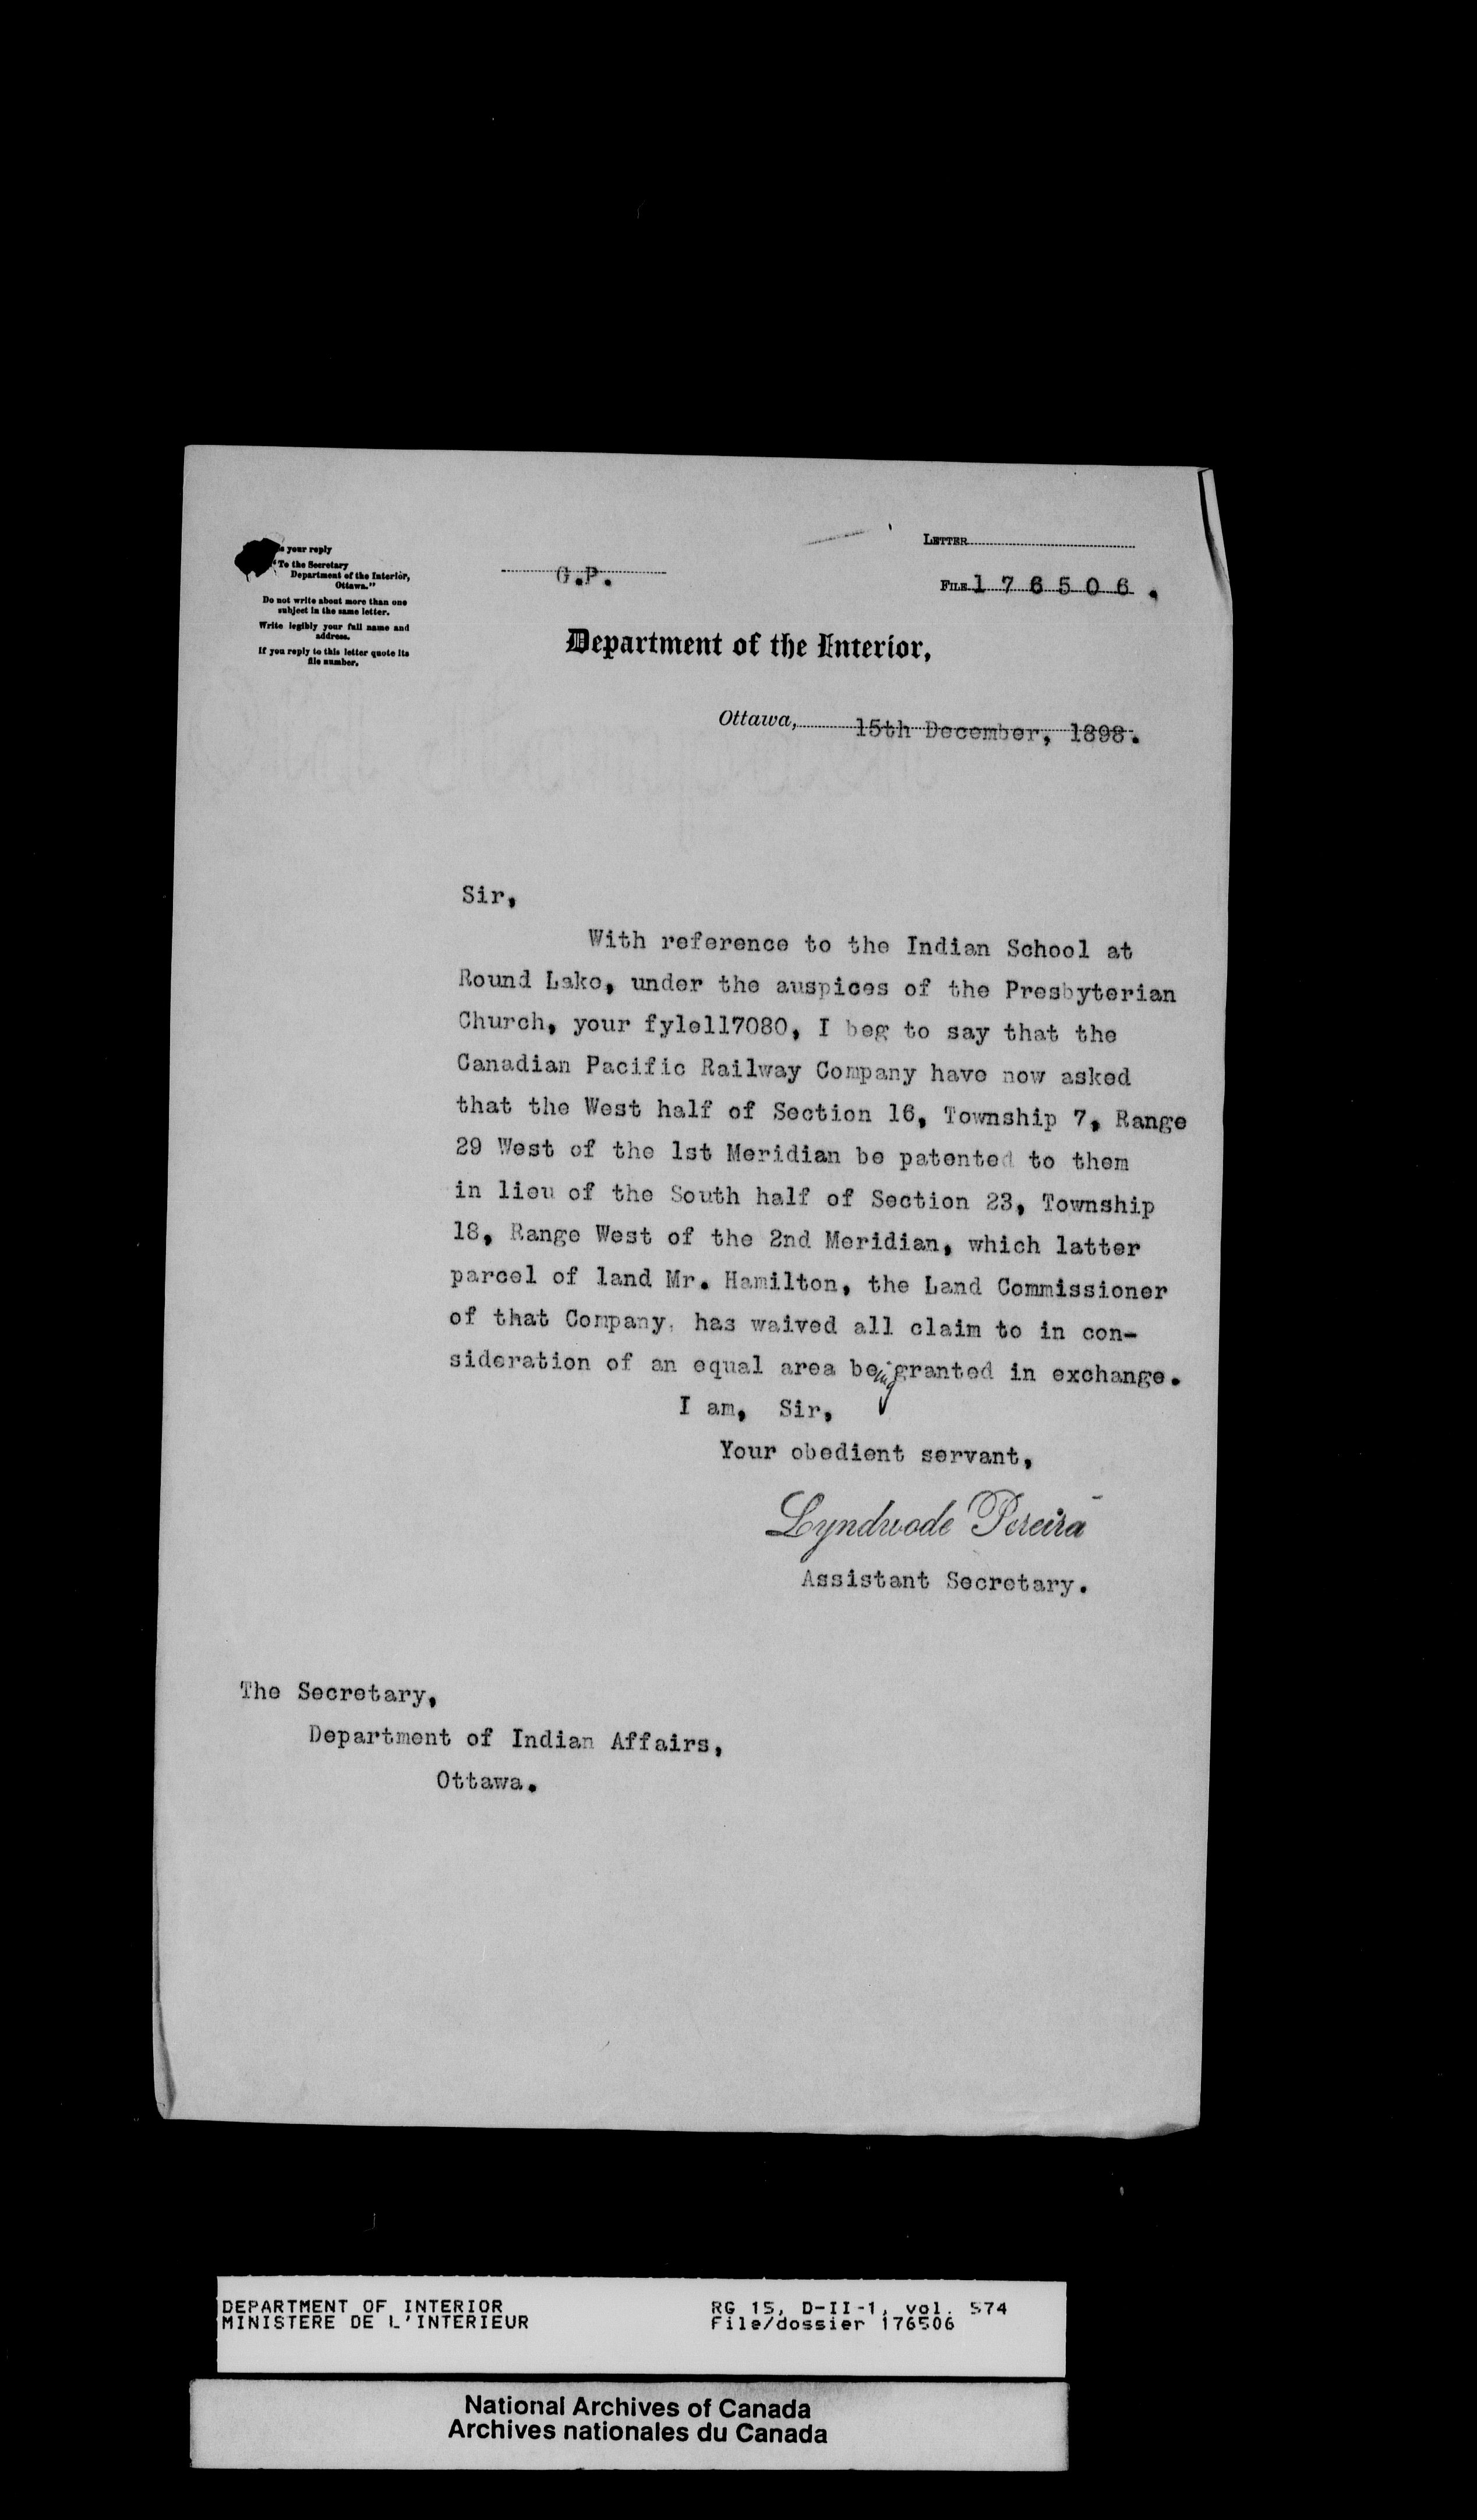 your reply
"To the Secretary
Department of the Interior,
Ottawa."
Do not write about more than one
subject in the same letter.
Write legibly your full name and
address.
If you reply to this letter quote its
file number.
G.P.
LETTER
FILE 176506.
Department of the Interior,
Ottawa, 15th December, 1898.
Sir,
With reference to the Indian School at
Round Lake, under the auspices of the Presbyterian
Church, your fyle117080, I beg to say that the
Canadian Pacific Railway Company have now asked
that the West half of Section 16, Township 7, Range
29 West of the 1st Meridian be patented to them
in lieu of the South half of Section 23, Township
18, Range West of the 2nd Meridian, which latter
parcel of land Mr. Hamilton, the Land Commissioner
of that Company, has waived all claim to in con-
sideration of an equal area being granted in exchange.
I am, Sir,
Your obedient servant,
Lyndwode Pereira
Assistant Secretary.
The Secretary,
Department of Indian Affairs,
Ottawa.
DEPARTMENT OF INTERIOR
MINISTERE DE L'INTERIEUR
RG 15, D-II-1, vol. 574
File/dossier 176506
National Archives of Canada
Archives nationales du Canada